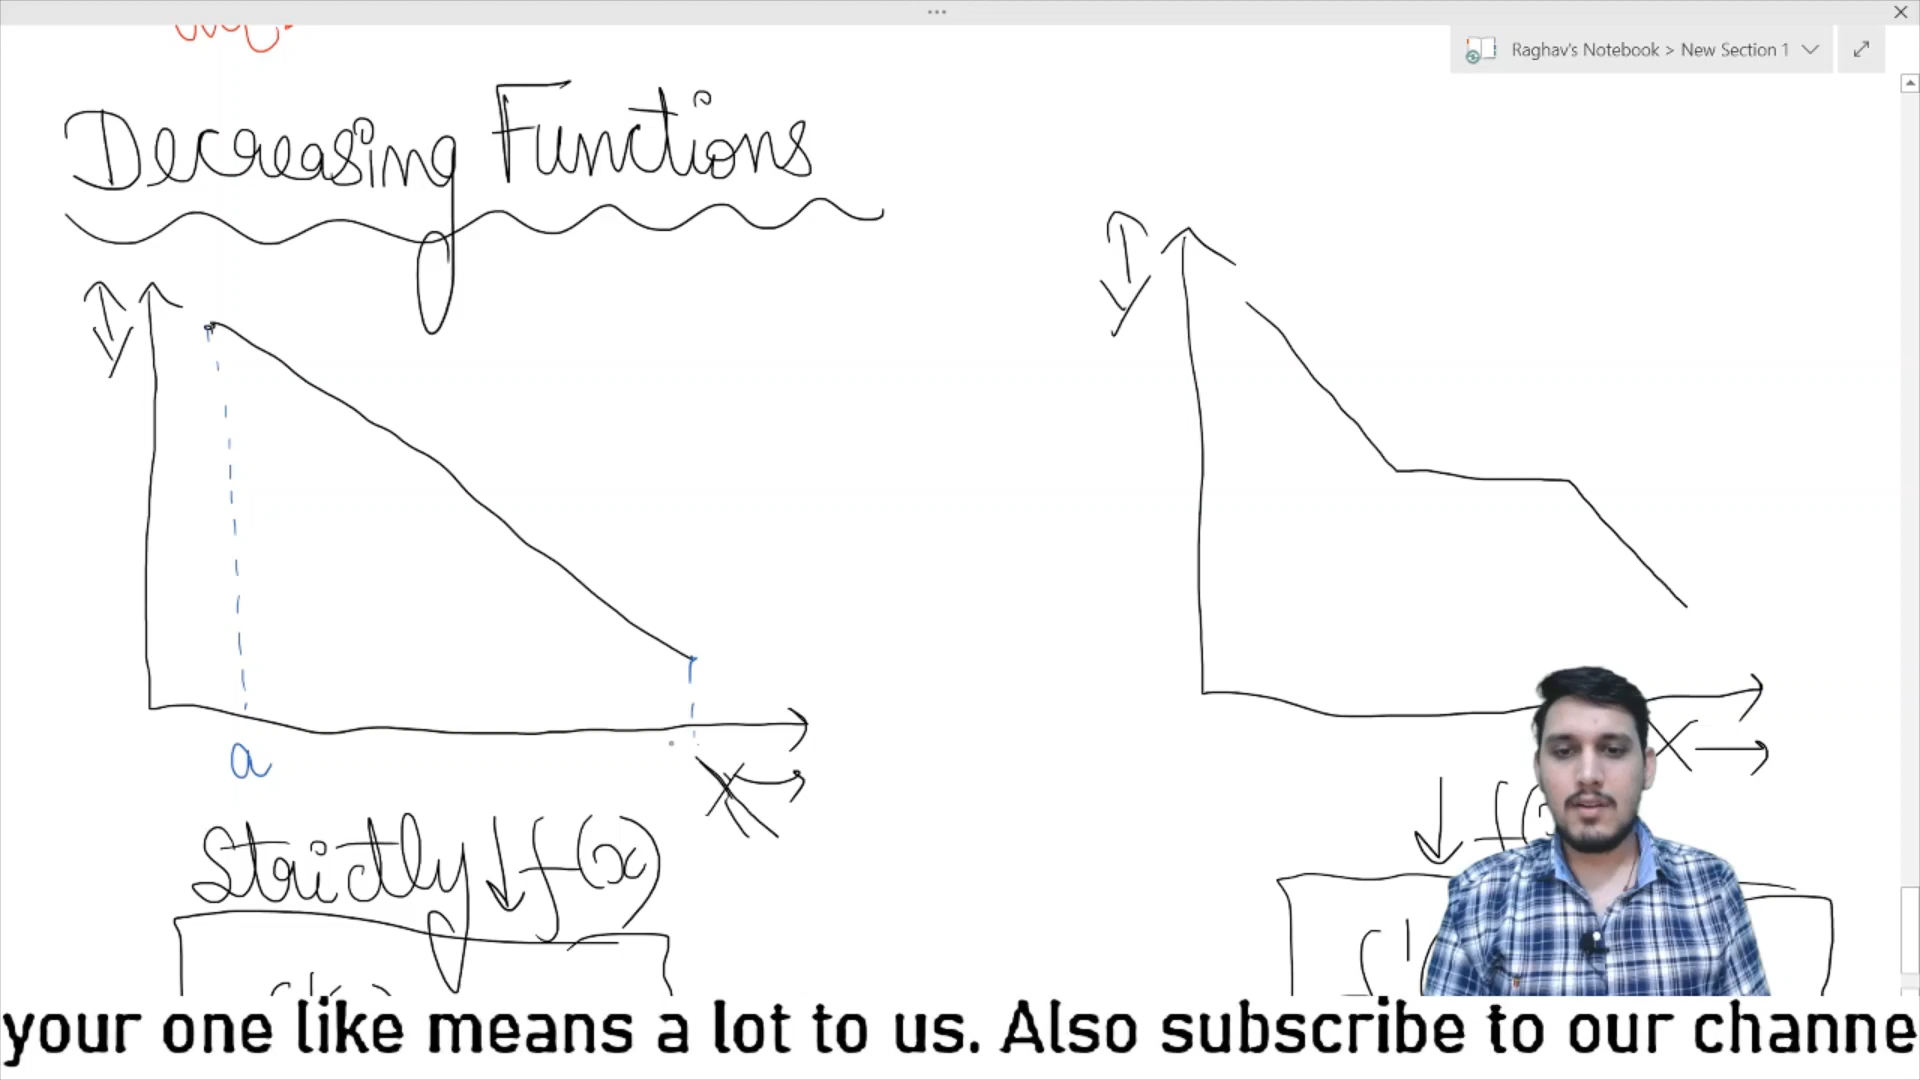 Raghav's Notebook > New Section 1
Decreasing Functions
y
y
a
x
x
Strictly ↓ f(x)
↓ f(
f'(
your one like means a lot to us. Also subscribe to our channe